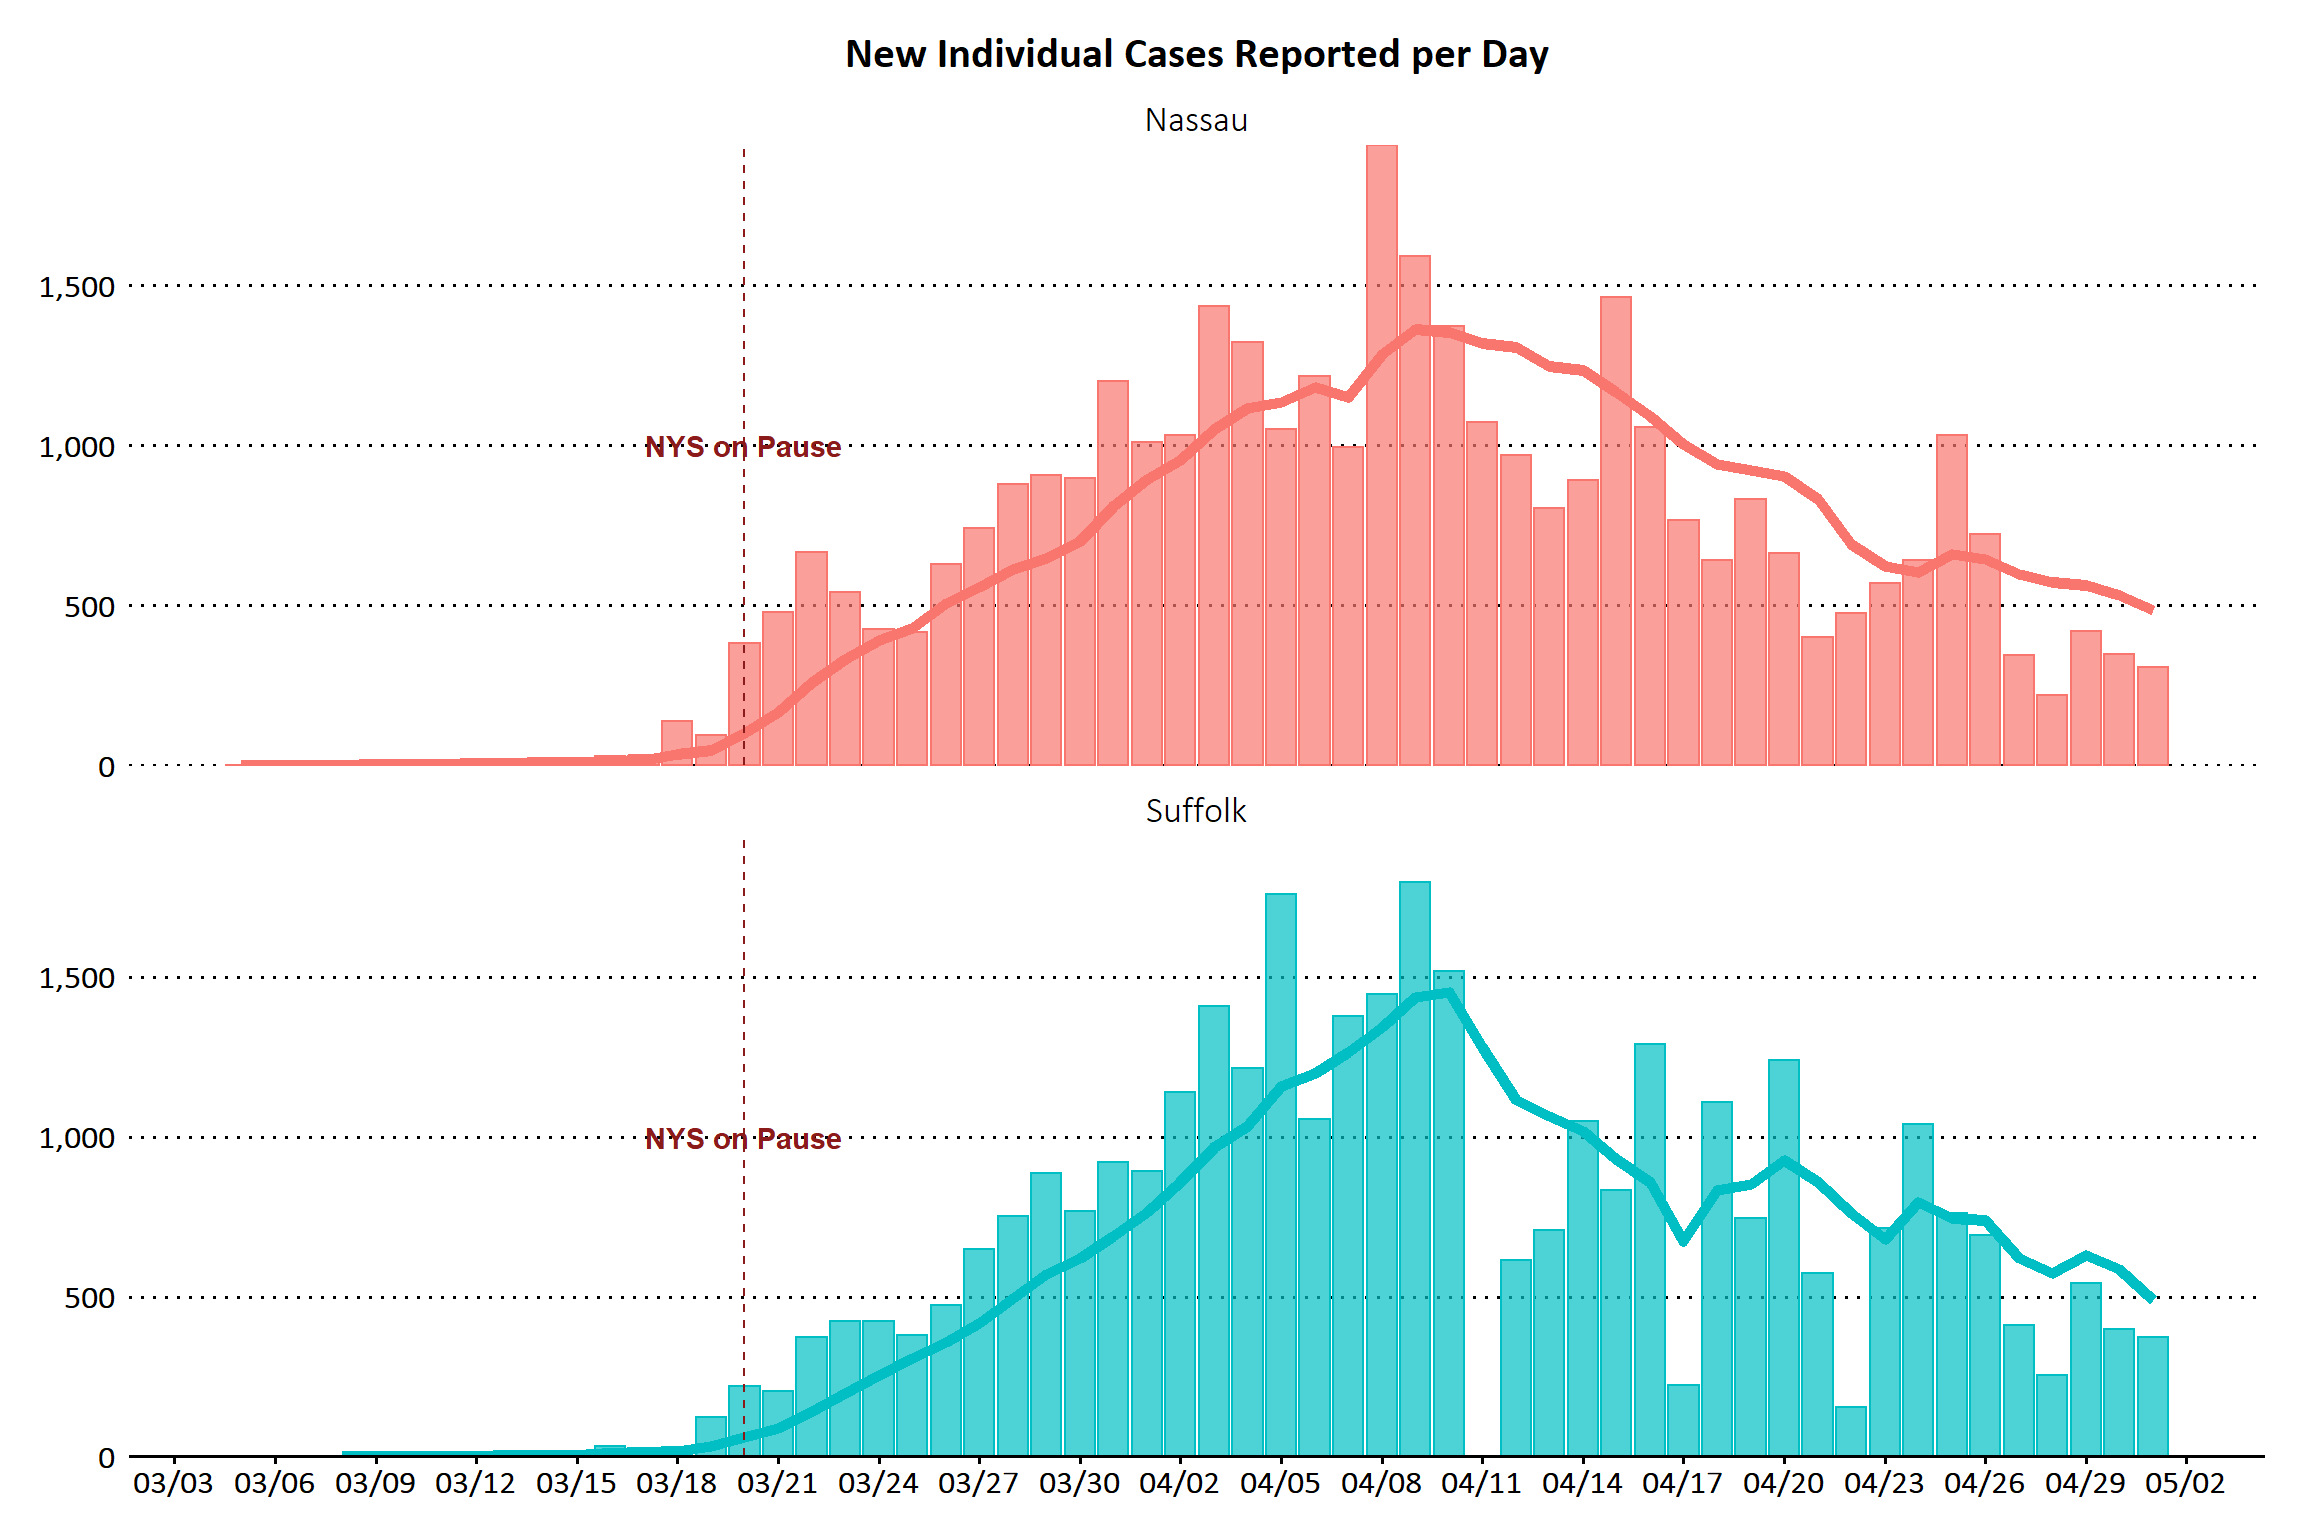 New Individual Cases Reported per Day
Nassau
1,500
1,000
NYS on Pause
500
0
Suffolk
1,500
1,000
NYS on Pause
500
0
03/03 03/06 03/09 03/12 03/15 03/18 03/21 03/24 03/27 03/30 04/02 04/05 04/08 04/11 04/14 04/17 04/20 04/23 04/26 04/29 05/02